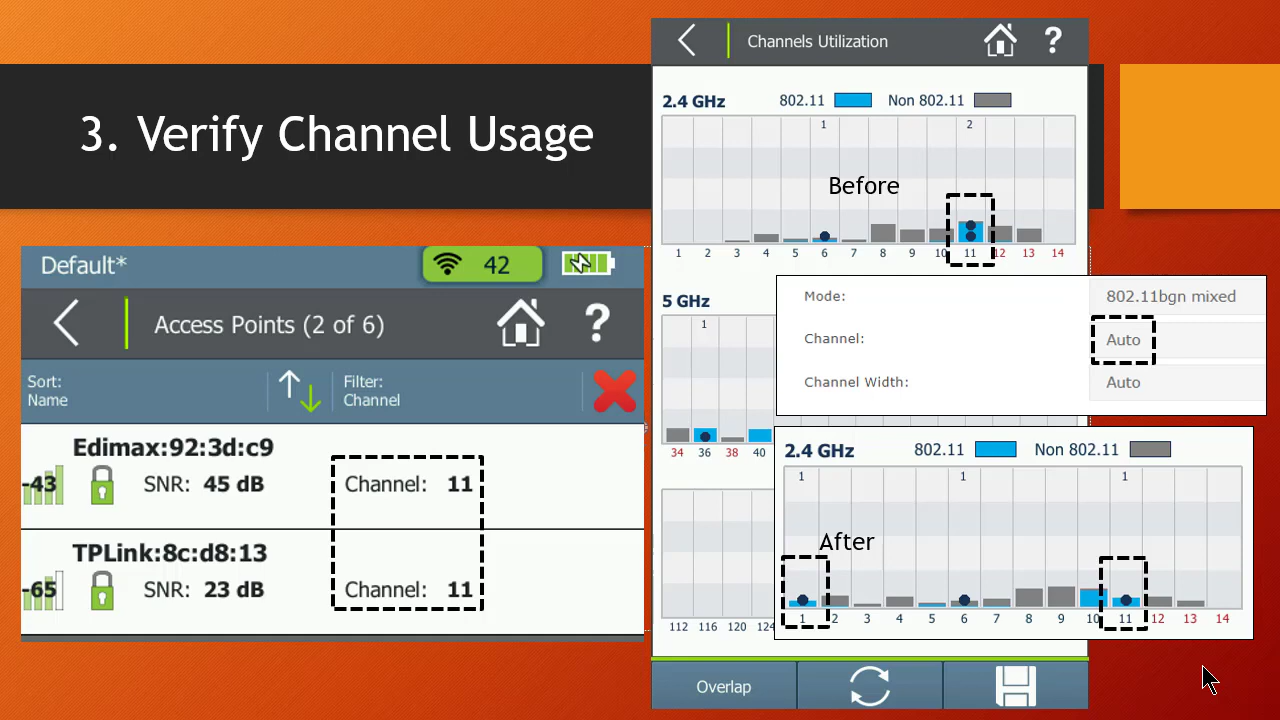 3. Verify Channel Usage
Default*
42
Access Points (2 of 6)
?
Sort:
Name
Filter:
Channel
Edimax:92:3d:c9
-43
SNR: 45 dB
Channel: 11
TPLink:8c:d8:13
-65
SNR: 23 dB
Channel: 11
Channels Utilization
?
2.4 GHz
802.11
Non 802.11
1 2
Before
1 2 3 4 5 6 7 8 9 10 11 12 13 14
5 GHz
1
34 36 38 40
112 116 120 124
Mode: 802.11bgn mixed
Channel: Auto
Channel Width: Auto
2.4 GHz
802.11
Non 802.11
1 1 1
After
1 2 3 4 5 6 7 8 9 10 11 12 13 14
Overlap